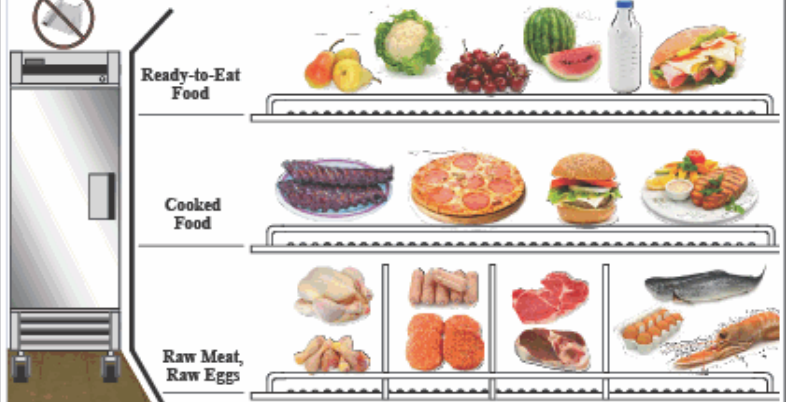 Ready-to-Eat
Food
Cooked
Food
Raw Meat,
Raw Eggs